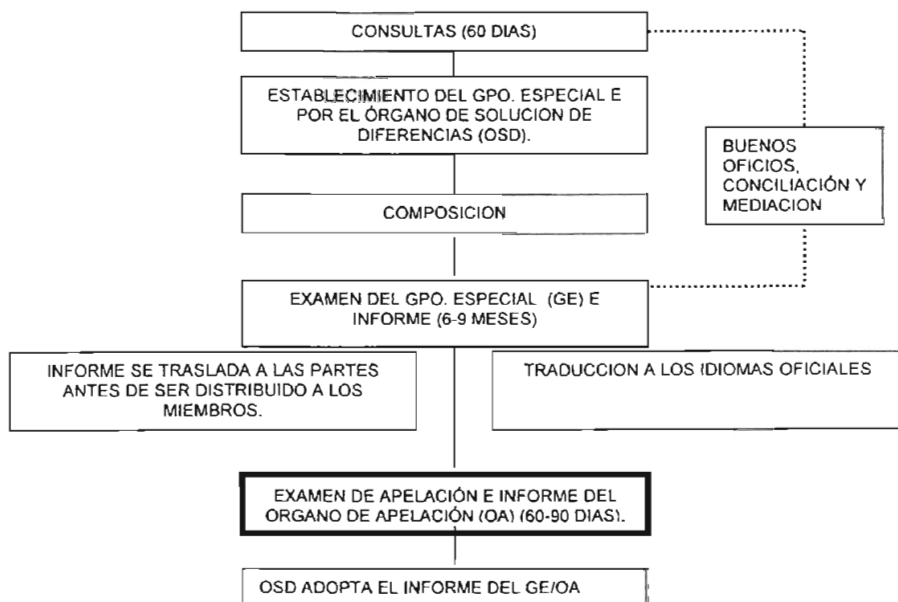 CONSULTAS (60 DIAS)
ESTABLECIMIENTO DEL GPO. ESPECIAL E
POR EL ÓRGANO DE SOLUCION DE
DIFERENCIAS (OSD).
BUENOS
OFICIOS,
CONCILIACIÓN Y
MEDIACION
COMPOSICION
EXAMEN DEL GPO. ESPECIAL (GE) E
INFORME (6-9 MESES)
INFORME SE TRASLADA A LAS PARTES
ANTES DE SER DISTRIBUIDO A LOS
MIEMBROS.
TRADUCCION A LOS IDIOMAS OFICIALES
EXAMEN DE APELACIÓN E INFORME DEL
ORGANO DE APELACIÓN (OA) (60-90 DIAS).
OSD ADOPTA EL INFORME DEL GE/OA